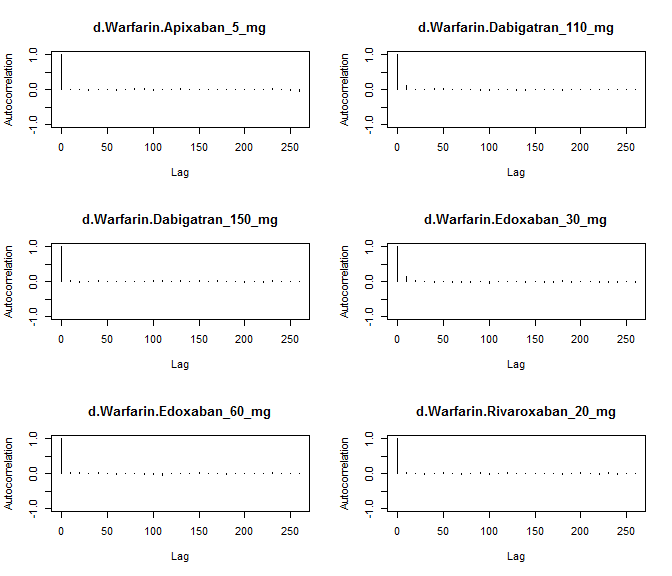 d.Warfarin.Apixaban_5_mg
Autocorrelation
1.0
0.0
-1.0
0 50 100 150 200 250
Lag
d.Warfarin.Dabigatran_110_mg
Autocorrelation
1.0
0.0
-1.0
0 50 100 150 200 250
Lag
d.Warfarin.Dabigatran_150_mg
Autocorrelation
1.0
0.0
-1.0
0 50 100 150 200 250
Lag
d.Warfarin.Edoxaban_30_mg
Autocorrelation
1.0
0.0
-1.0
0 50 100 150 200 250
Lag
d.Warfarin.Edoxaban_60_mg
Autocorrelation
1.0
0.0
-1.0
0 50 100 150 200 250
Lag
d.Warfarin.Rivaroxaban_20_mg
Autocorrelation
1.0
0.0
-1.0
0 50 100 150 200 250
Lag